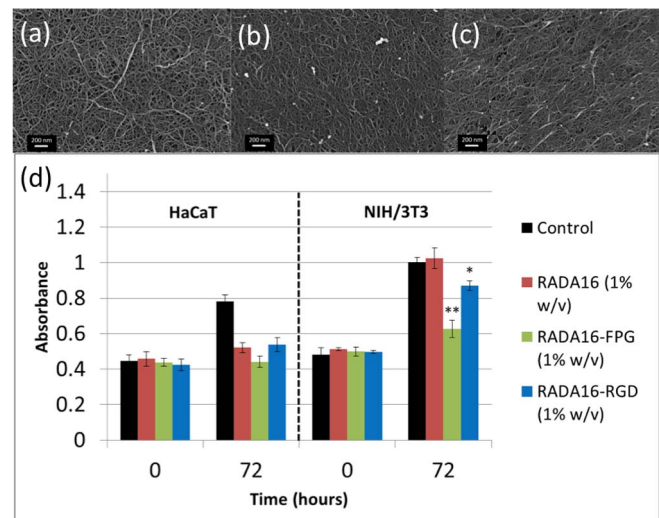 (a)
(b)
(c)
200 nm
200 nm
200 nm
(d)
1.4
1.2
1
0.8
0.6
0.4
0.2
0
Absorbance
HaCaT
NIH/3T3
**
*
0
72
0
72
Time (hours)
Control
RADA16 (1%
w/v)
RADA16-FPG
(1% w/v)
RADA16-RGD
(1% w/v)